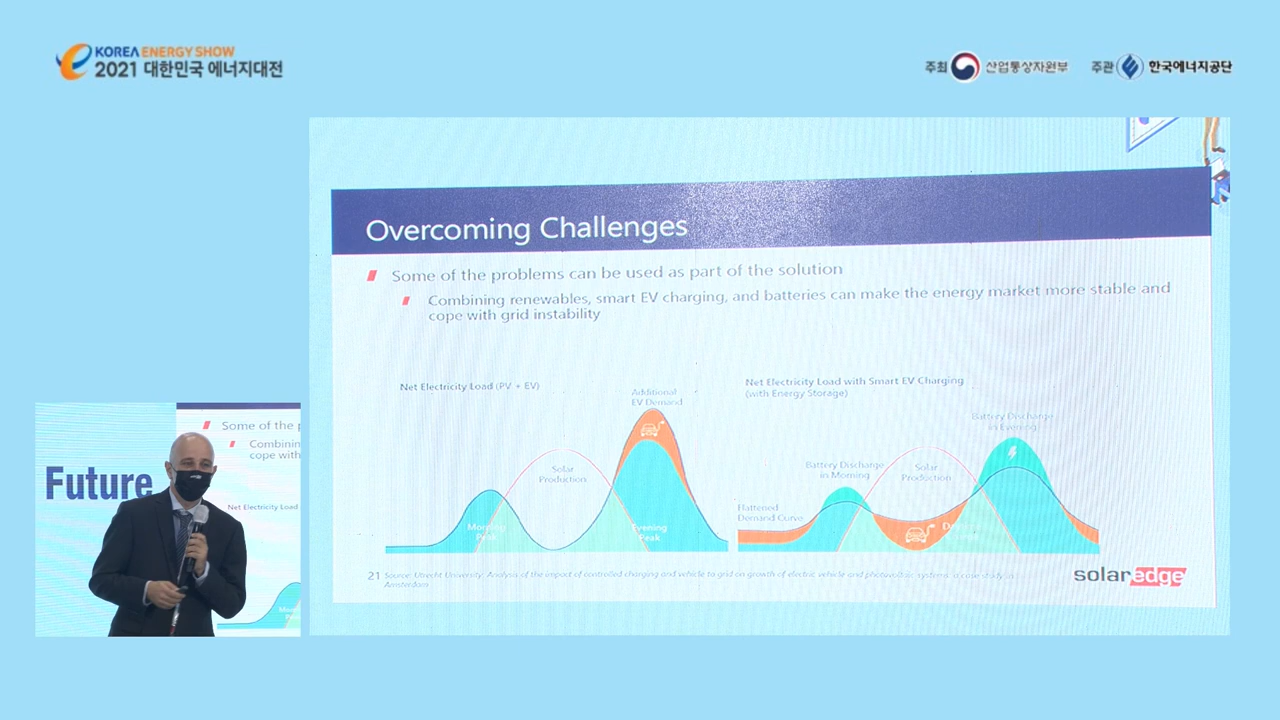 KOREA ENERGY SHOW
2021 대한민국 에너지대전
주최 산업통상자원부
주관 한국에너지공단
Overcoming Challenges
Some of the problems can be used as part of the solution
Combining renewables, smart EV charging, and batteries can make the energy market more stable and
cope with grid instability
Net Electricity Load (PV + EV)
Additional
EV Demand
Solar
Production
Morning
Peak
Evening
Peak
Net Electricity Load with Smart EV Charging
(with Energy Storage)
Battery Discharge
in Evening
Battery Discharge
in Morning
Solar
Production
Flattened
Demand Curve
21
Source: Utrecht University: Analysis of the impact of controlled charging and vehicle to grid on growth of electric vehicle and photovoltaic systems: a case study in
Amsterdam
solaredge
Some of the p
Combinin
cope with
Future
Net Electricity Load